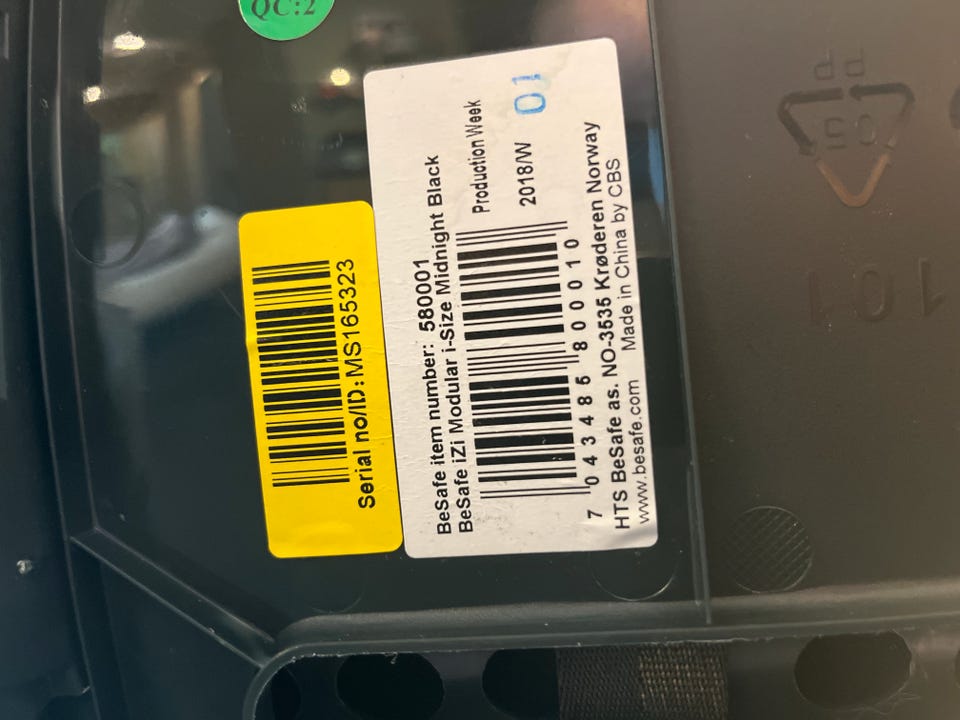 QC:2
Serial no/ID: MS165323
BeSafe item number: 580001
BeSafe iZi Modular i-Size Midnight Black
Production Week
2018/W 01
7 043485 800010
HTS BeSafe as. NO-3535 Krøderen Norway
www.besafe.com Made in China by CBS
PP
05
101